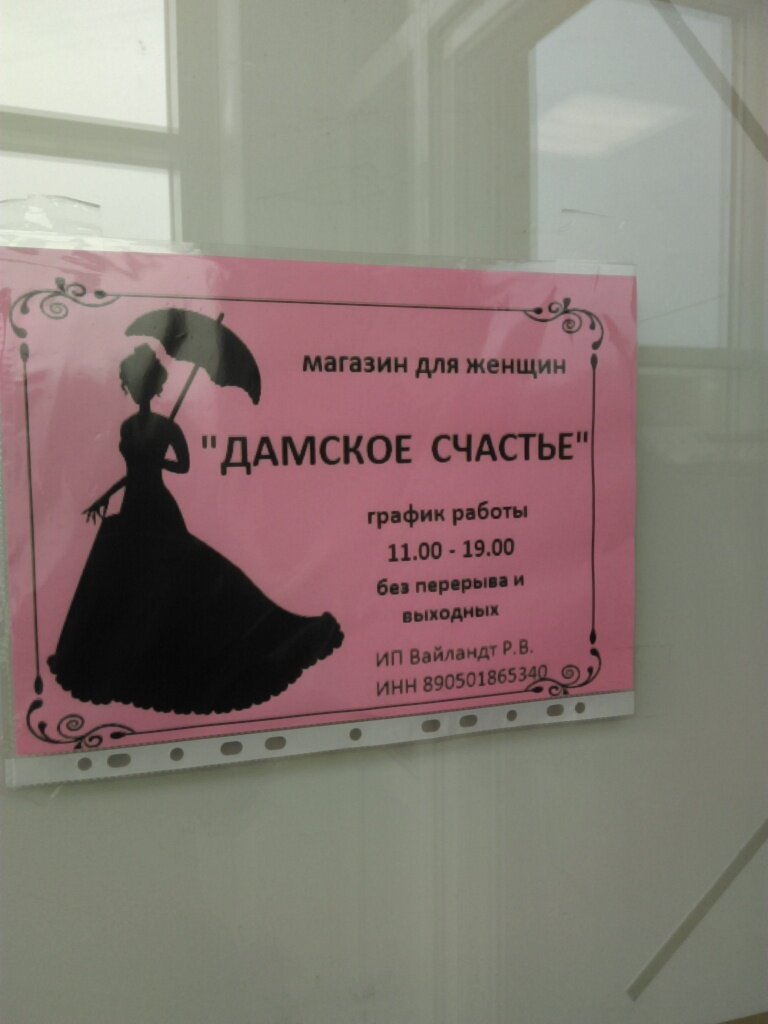 магазин для женщин
"ДАМСКОЕ СЧАСТЬЕ"
график работы
11.00 - 19.00
без перерыва и
выходных
ИП Вайландт Р.В.
ИНН 890501865340